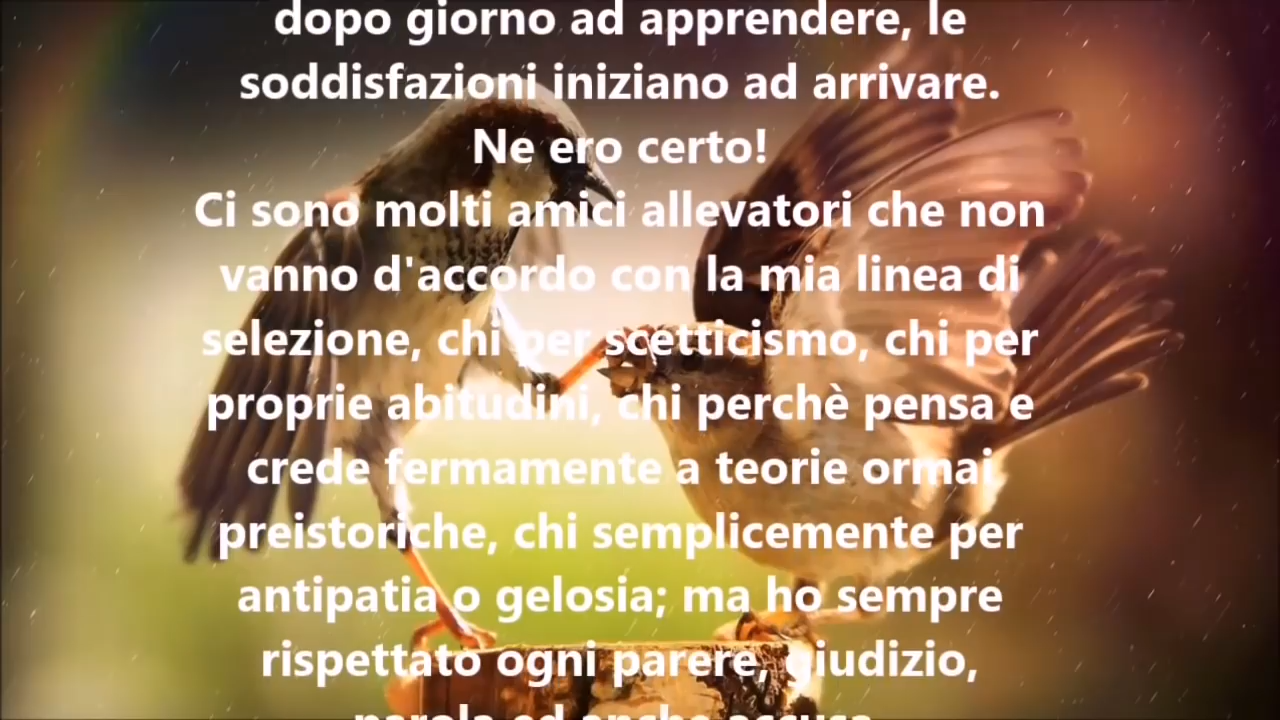 dopo giorno ad apprendere, le
soddisfazioni iniziano ad arrivare.
Ne ero certo!
Ci sono molti amici allevatori che non
vanno d'accordo con la mia linea di
selezione, chi per scetticismo, chi per
proprie abitudini, chi perchè pensa e
crede fermamente a teorie ormai
preistoriche, chi semplicemente per
antipatia o gelosia; ma ho sempre
rispettato ogni parere, giudizio,
parola ed anche accusa